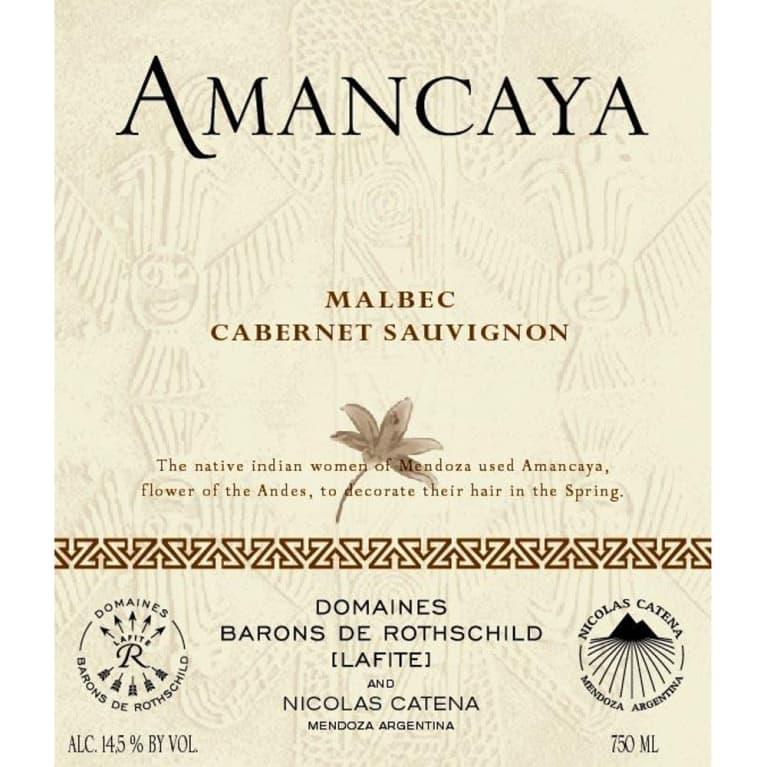 AMANCAYA
MALBEC
CABERNET SAUVIGNON
The native indian women of Mendoza used Amancaya,
flower of the Andes, to decorate their hair in the Spring.
DOMAINES
LAFITE
R
BARONS DE ROTHSCHILD
DOMAINES
BARONS DE ROTHSCHILD
[LAFITE]
AND
NICOLAS CATENA
MENDOZA ARGENTINA
NICOLAS CATENA
MENDOZA ARGENTINA
ALC. 14,5 % BY VOL.
750 ML